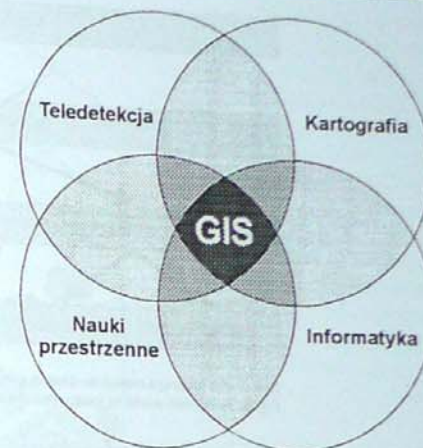 Teledetekcja
Kartografia
GIS
Nauki
przestrzenne
Informatyka